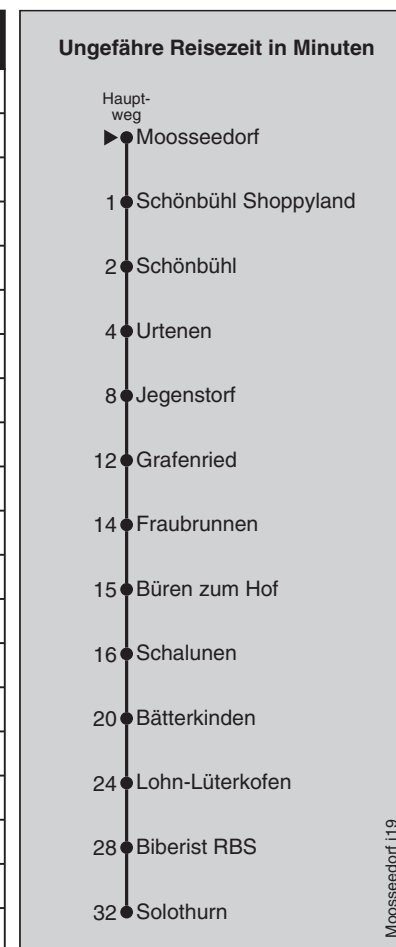 Ungefähre Reisezeit in Minuten
Haupt-
weg
Moosseedorf
1 Schönbühl Shoppyland
2 Schönbühl
4 Urtenen
8 Jegenstorf
12 Grafenried
14 Fraubrunnen
15 Büren zum Hof
16 Schalunen
20 Bätterkinden
24 Lohn-Lüterkofen
28 Biberist RBS
32 Solothurn
Moosseedorf j19